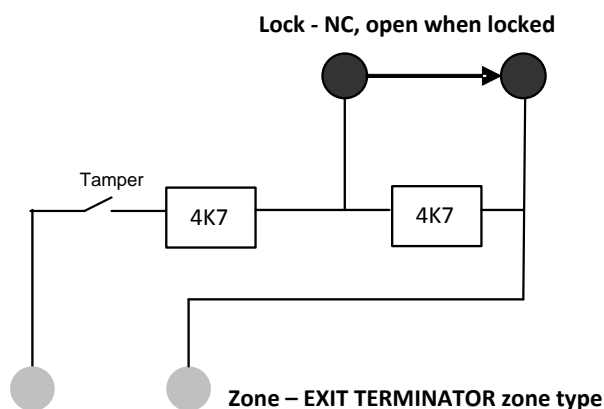 Lock - NC, open when locked
Tamper
4K7
4K7
Zone – EXIT TERMINATOR zone type